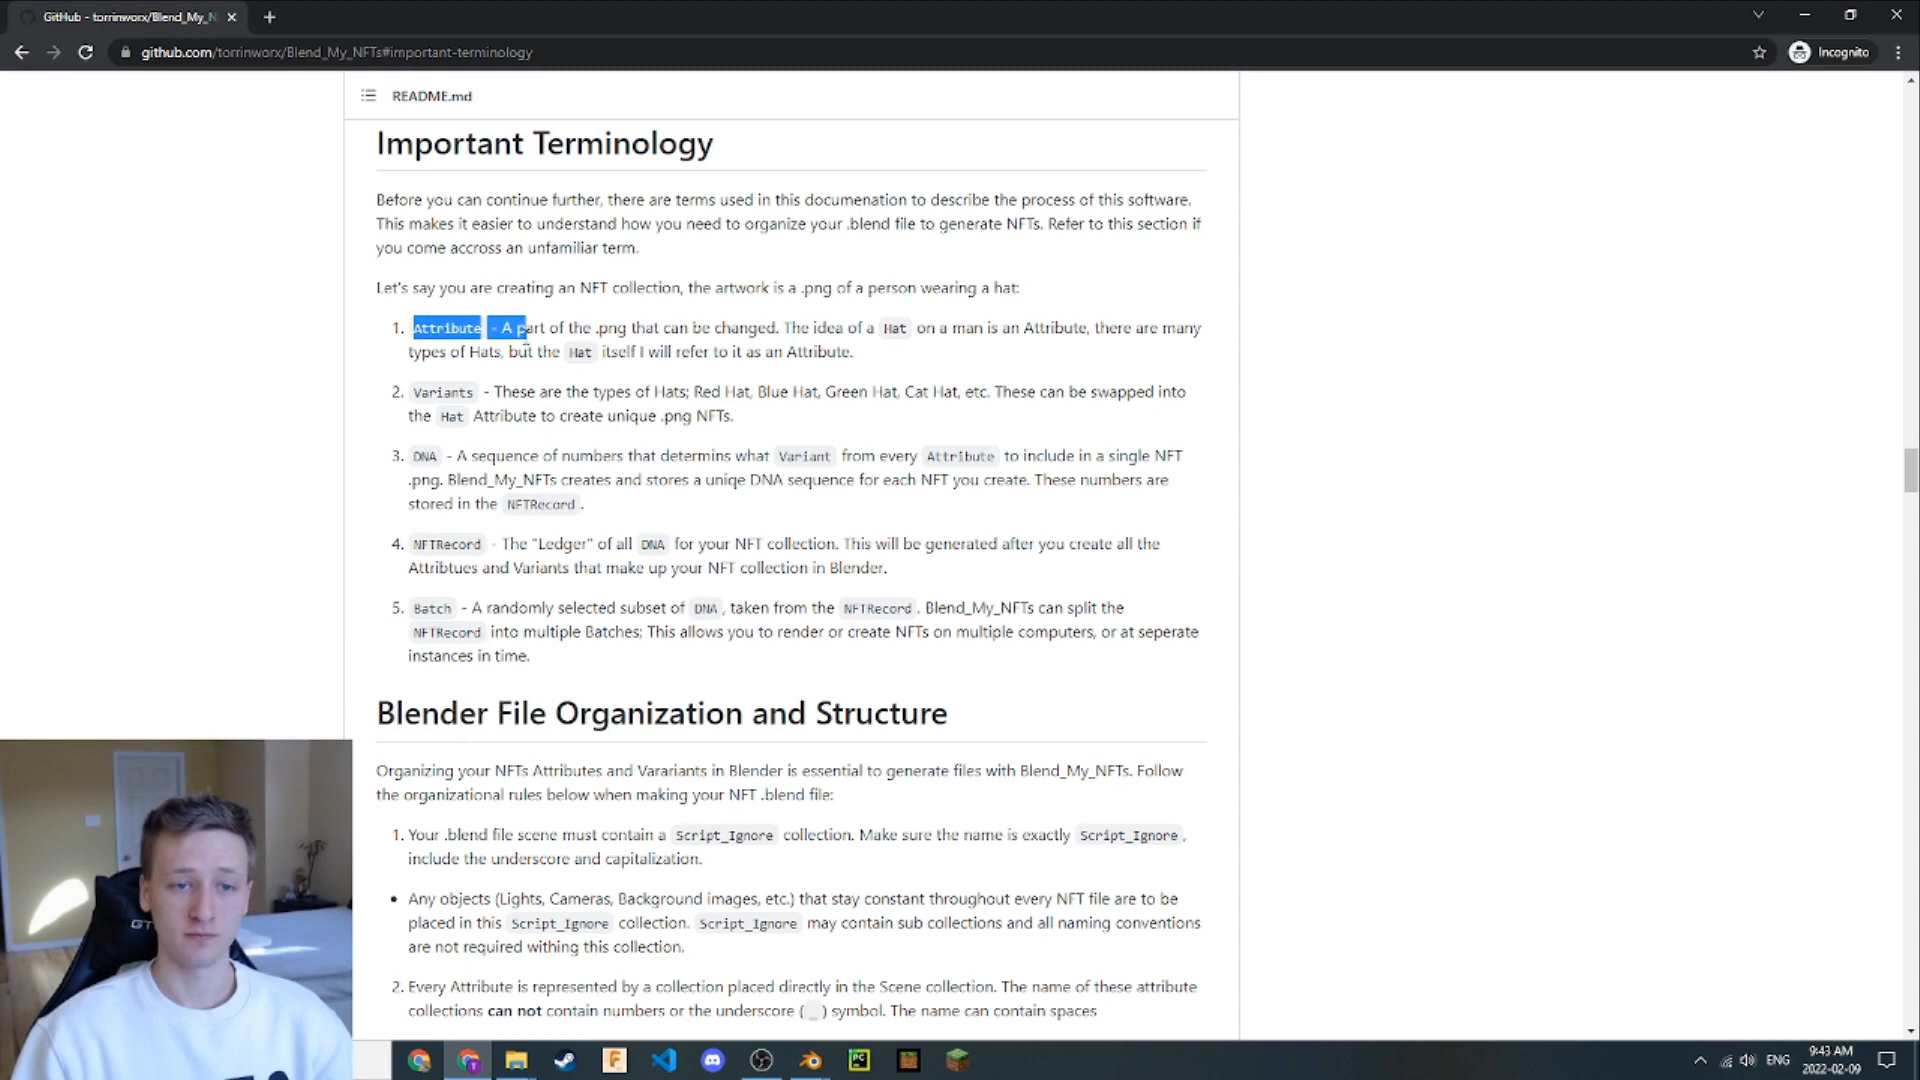 GitHub - torrinworx/Blend_My_N
github.com/torrinworx/Blend_My_NFTs#important-terminology
Incognito
README.md
Important Terminology
Before you can continue further, there are terms used in this documenation to describe the process of this software.
This makes it easier to understand how you need to organize your .blend file to generate NFTs. Refer to this section if
you come accross an unfamiliar term.
Let's say you are creating an NFT collection, the artwork is a .png of a person wearing a hat:
1. Attribute - A part of the .png that can be changed. The idea of a Hat on a man is an Attribute, there are many
types of Hats, but the Hat itself I will refer to it as an Attribute.
2. Variants - These are the types of Hats; Red Hat, Blue Hat, Green Hat, Cat Hat, etc. These can be swapped into
the Hat Attribute to create unique .png NFTs.
3. DNA - A sequence of numbers that determins what Variant from every Attribute to include in a single NFT
.png. Blend_My_NFTs creates and stores a uniqe DNA sequence for each NFT you create. These numbers are
stored in the NFTRecord.
4. NFTRecord - The "Ledger" of all DNA for your NFT collection. This will be generated after you create all the
Attribtues and Variants that make up your NFT collection in Blender.
5. Batch - A randomly selected subset of DNA, taken from the NFTRecord. Blend_My_NFTs can split the
NFTRecord into multiple Batches; This allows you to render or create NFTs on multiple computers, or at seperate
instances in time.
Blender File Organization and Structure
Organizing your NFTs Attributes and Varariants in Blender is essential to generate files with Blend_My_NFTs. Follow
the organizational rules below when making your NFT .blend file:
1. Your .blend file scene must contain a Script_Ignore collection. Make sure the name is exactly Script_Ignore,
include the underscore and capitalization.
• Any objects (Lights, Cameras, Background images, etc.) that stay constant throughout every NFT file are to be
placed in this Script_Ignore collection. Script_Ignore may contain sub collections and all naming conventions
are not required withing this collection.
2. Every Attribute is represented by a collection placed directly in the Scene collection. The name of these attribute
collections can not contain numbers or the underscore ( _ ) symbol. The name can contain spaces
GT
PC
ENG
9:43 AM
2022-02-09